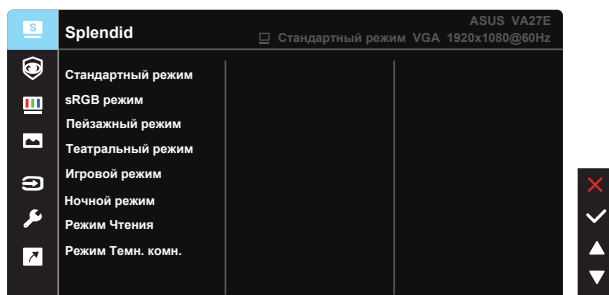 S
Splendid
ASUS VA27E
Стандартный режим VGA 1920x1080@60Hz
Стандартный режим
sRGB режим
Пейзажный режим
Театральный режим
Игровой режим
Ночной режим
Режим Чтения
Режим Темн. комн.